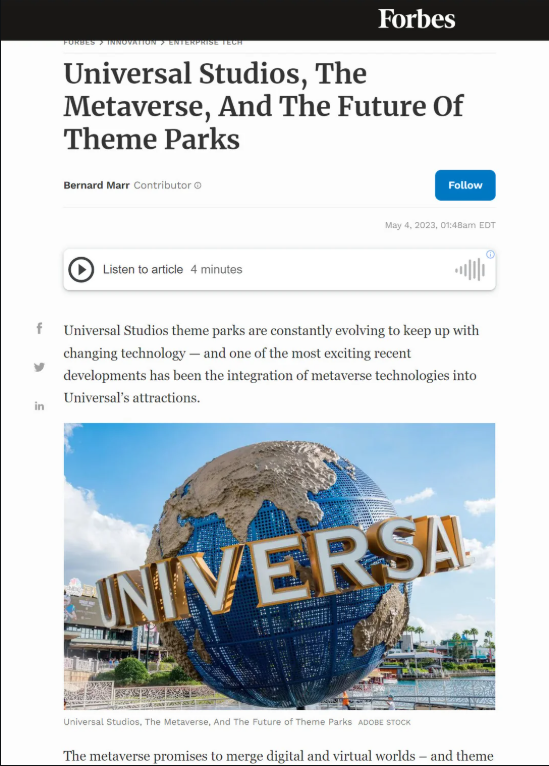 Forbes
FORBES > INNOVATION > ENTERPRISE TECH
Universal Studios, The
Metaverse, And The Future Of
Theme Parks
Bernard Marr Contributor
Follow
May 4, 2023, 01:48am EDT
Listen to article 4 minutes
Universal Studios theme parks are constantly evolving to keep up with
changing technology — and one of the most exciting recent
developments has been the integration of metaverse technologies into
Universal’s attractions.
UNIVERSAL
Universal Studios, The Metaverse, And The Future of Theme Parks ADOBE STOCK
The metaverse promises to merge digital and virtual worlds – and theme